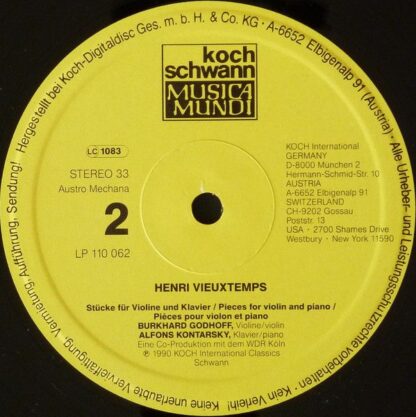 Hergestellt bei Koch-Digitaldisc Ges. m. b. H. & Co. KG · A-6652 Elbigenalp 91 (Austria) · Alle Urheber- und Leistungsschutzrechte vorbehalten · Kein Verleih! · Keine unerlaubte Vervielfältigung, Vermietung, Aufführung, Sendung!
koch
schwann
MUSICA
MUNDI
LC 1083
STEREO 33
Austro Mechana
2
LP 110 062
KOCH International
GERMANY
D-8000 München 2
Hermann-Schmid-Str. 10
AUSTRIA
A-6652 Elbigenalp 91
SWITZERLAND
CH-9202 Gossau
Poststr. 13
USA · 2700 Shames Drive
Westbury · New York 11590
HENRI VIEUXTEMPS
Stücke für Violine und Klavier / Pieces for violin and piano /
Pièces pour violon et piano
BURKHARD GODHOFF, Violine/violin
ALFONS KONTARSKY, Klavier/piano
Eine Co-Produktion mit dem WDR Köln
℗ 1990 KOCH International Classics
Schwann